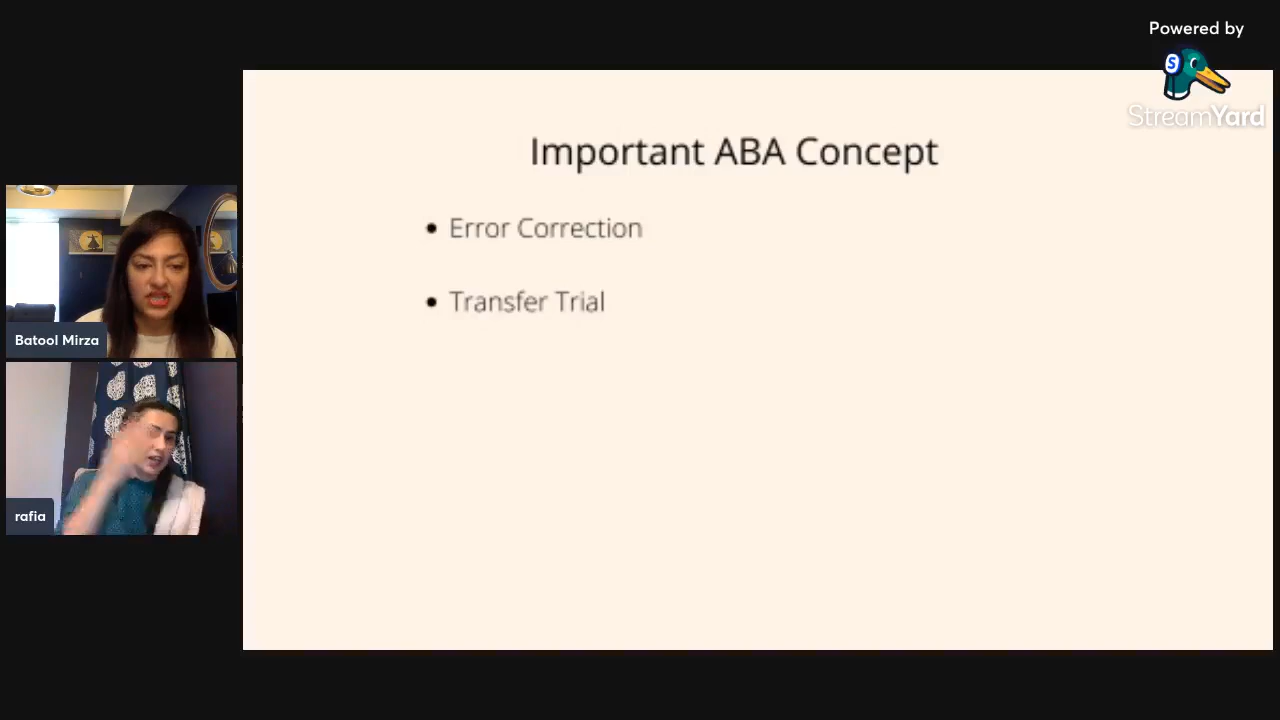 Powered by
S
StreamYard
Important ABA Concept
• Error Correction
• Transfer Trial
Batool Mirza
rafia